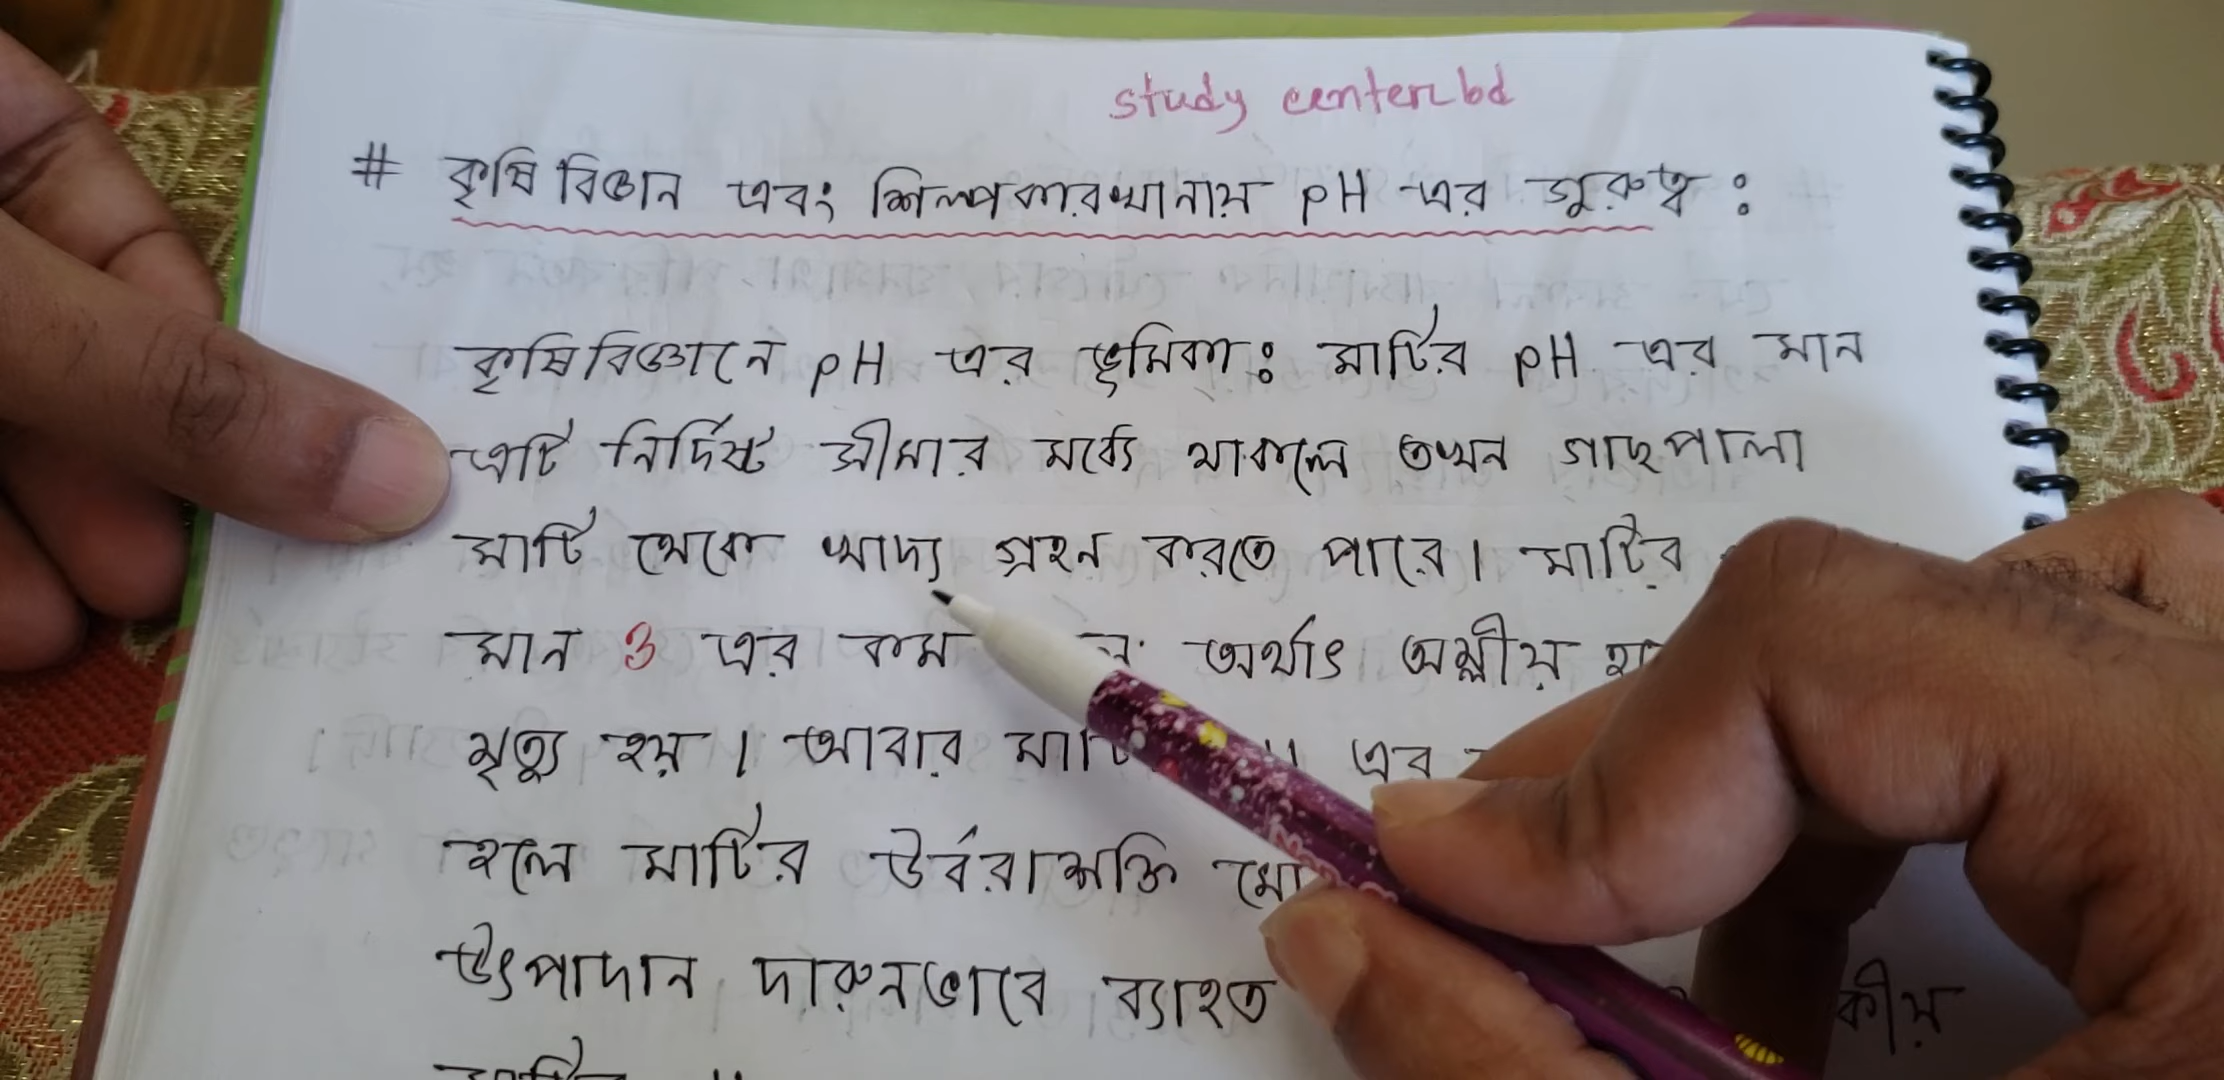 study center bd
# কৃষি বিজ্ঞান এবং শিল্পকারখানায় pH এর গুরুত্ব :
কৃষিবিজ্ঞানে pH এর ভূমিকা : মাটির pH এর মান
এটি নির্দিষ্ট সীমার মধ্যে থাকলে তখন গাছপালা
মাটি থেকে খাদ্য গ্রহন করতে পারে। মাটির
মান 3 এর কম অর্থাৎ অম্লীয়
মৃত্যু হয়। আবার এর
হলে মাটির উর্বরাশক্তি
উৎপাদান দারুনভাবে ব্যাহত